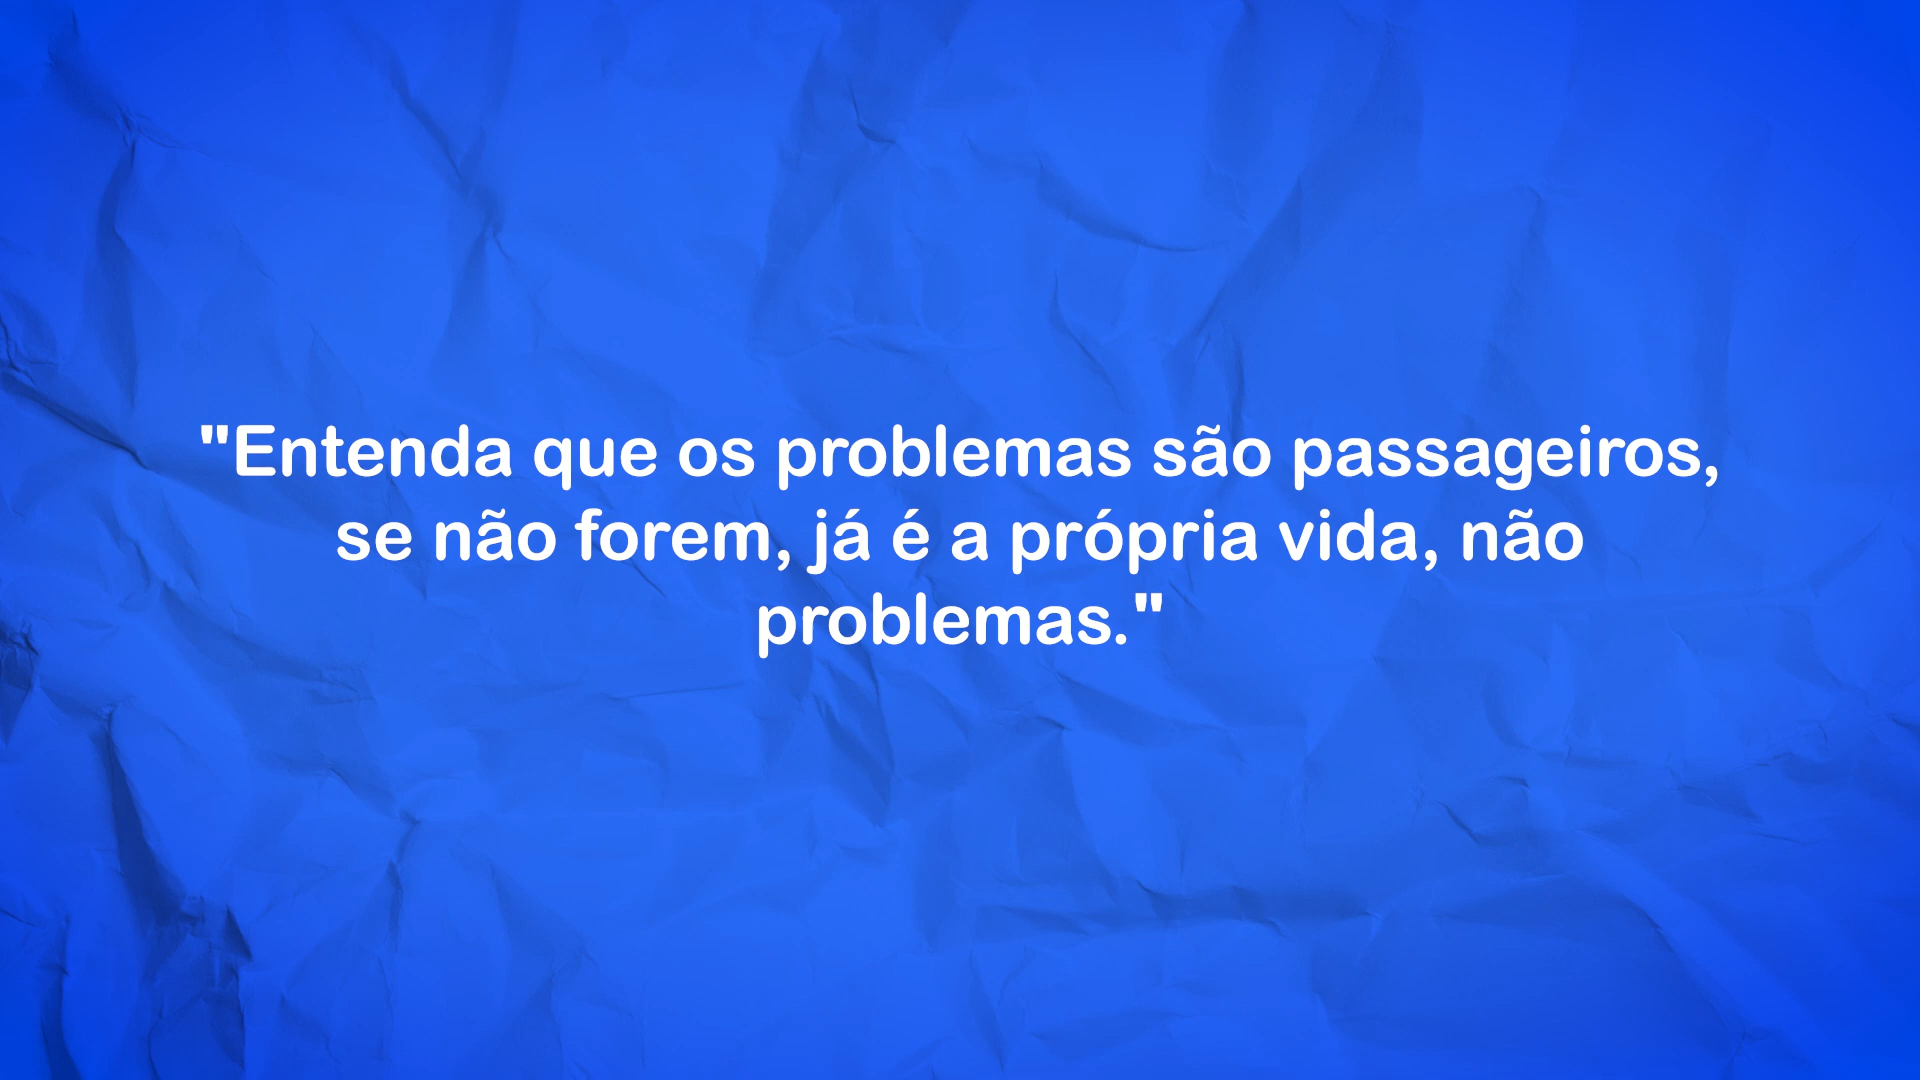 "Entenda que os problemas são passageiros,
se não forem, já é a própria vida, não
problemas."